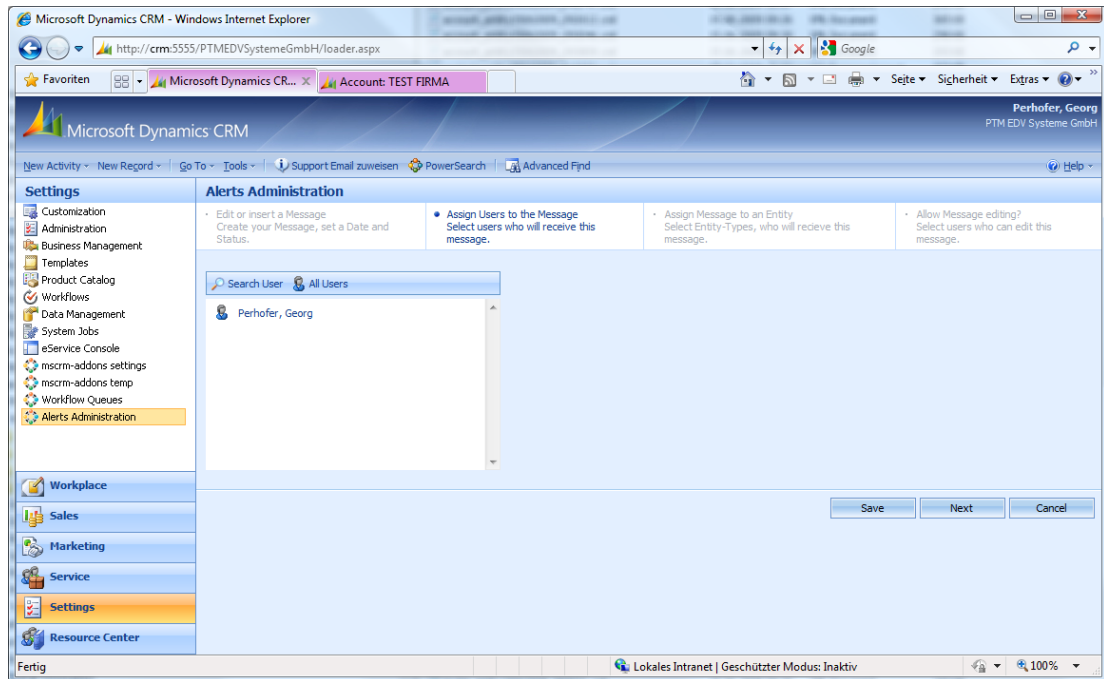 Microsoft Dynamics CRM - Windows Internet Explorer
http://crm:5555/PTMEDVSystemeGmbH/loader.aspx
Google
Favoriten
Microsoft Dynamics CR...
Account: TEST FIRMA
Seite
Sicherheit
Extras
Microsoft Dynamics CRM
Perhofer, Georg
PTM EDV Systeme GmbH
New Activity
New Record
Go To
Tools
Support Email zuweisen
PowerSearch
Advanced Find
Help
Settings
Customization
Administration
Business Management
Templates
Product Catalog
Workflows
Data Management
System Jobs
eService Console
mscrm-addons settings
mscrm-addons temp
Workflow Queues
Alerts Administration
Workplace
Sales
Marketing
Service
Settings
Resource Center
Alerts Administration
Edit or insert a Message
Create your Message, set a Date and
Status.
Assign Users to the Message
Select users who will receive this
message.
Assign Message to an Entity
Select Entity-Types, who will recieve this
message.
Allow Message editing?
Select users who can edit this
message.
Search User
All Users
Perhofer, Georg
Save
Next
Cancel
Fertig
Lokales Intranet | Geschützter Modus: Inaktiv
100%